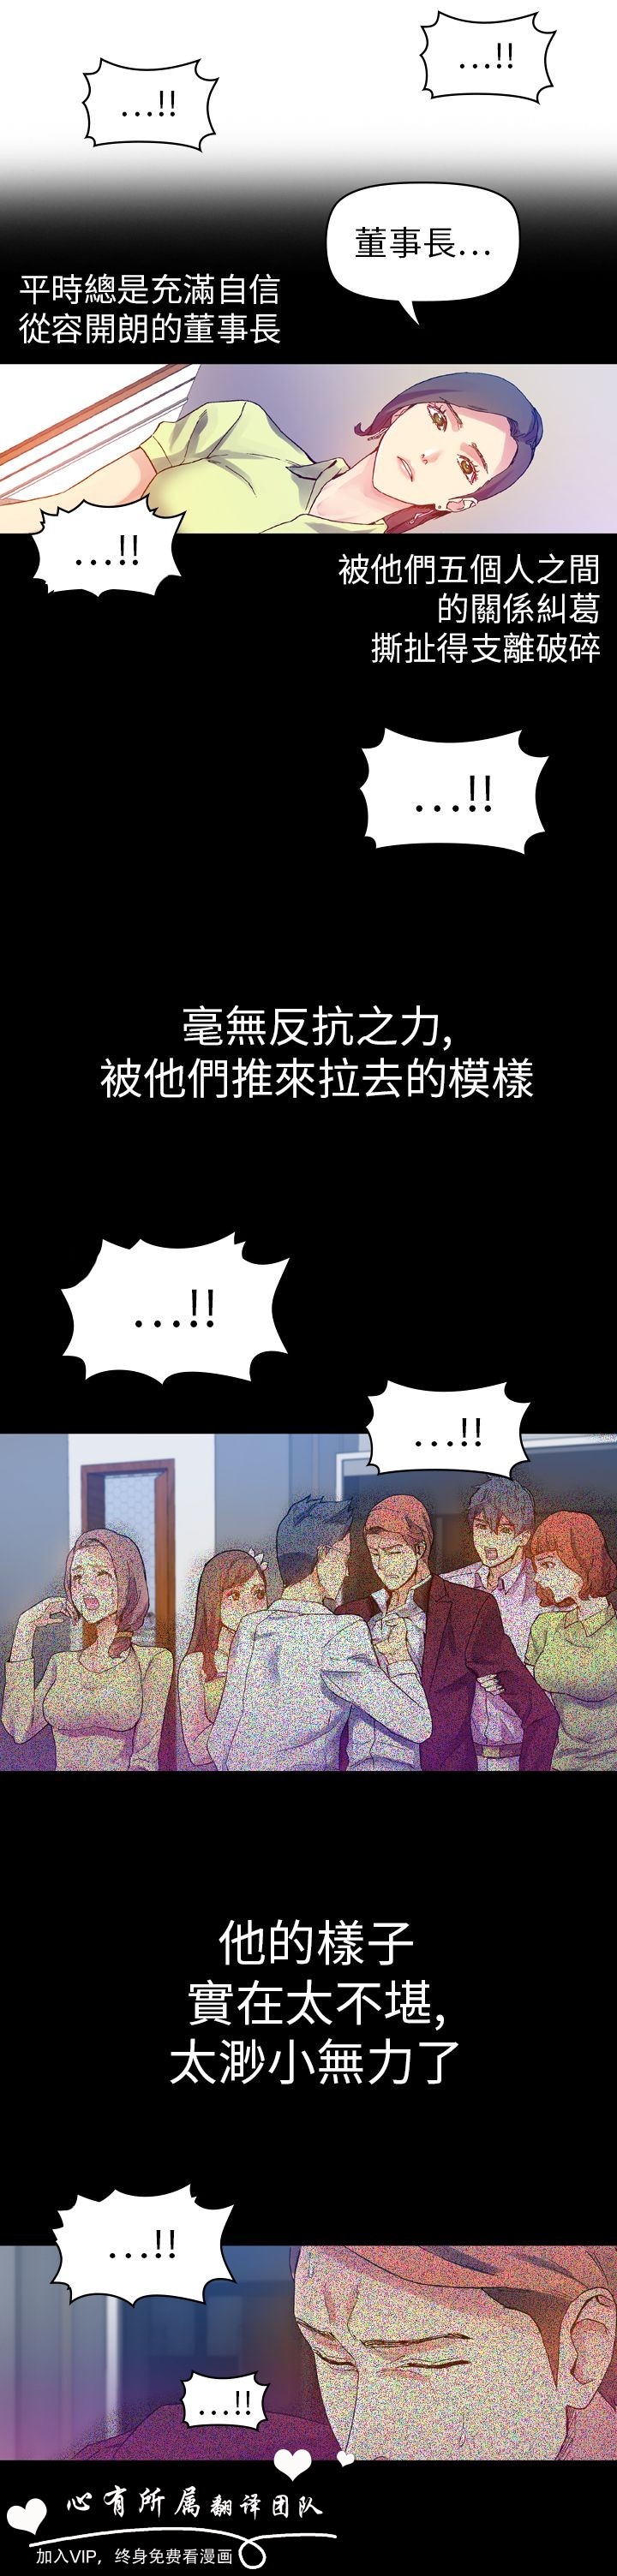 ...!!
...!!
董事長...
平時總是充滿自信
從容開朗的董事長
...!!
被他們五個人之間
的關係糾葛
撕扯得支離破碎
...!!
毫無反抗之力,
被他們推來拉去的模樣
...!!
...!!
他的樣子
實在太不堪,
太渺小無力了
...!!
...!!
心有所属翻译团队
加入VIP，终身免费看漫画